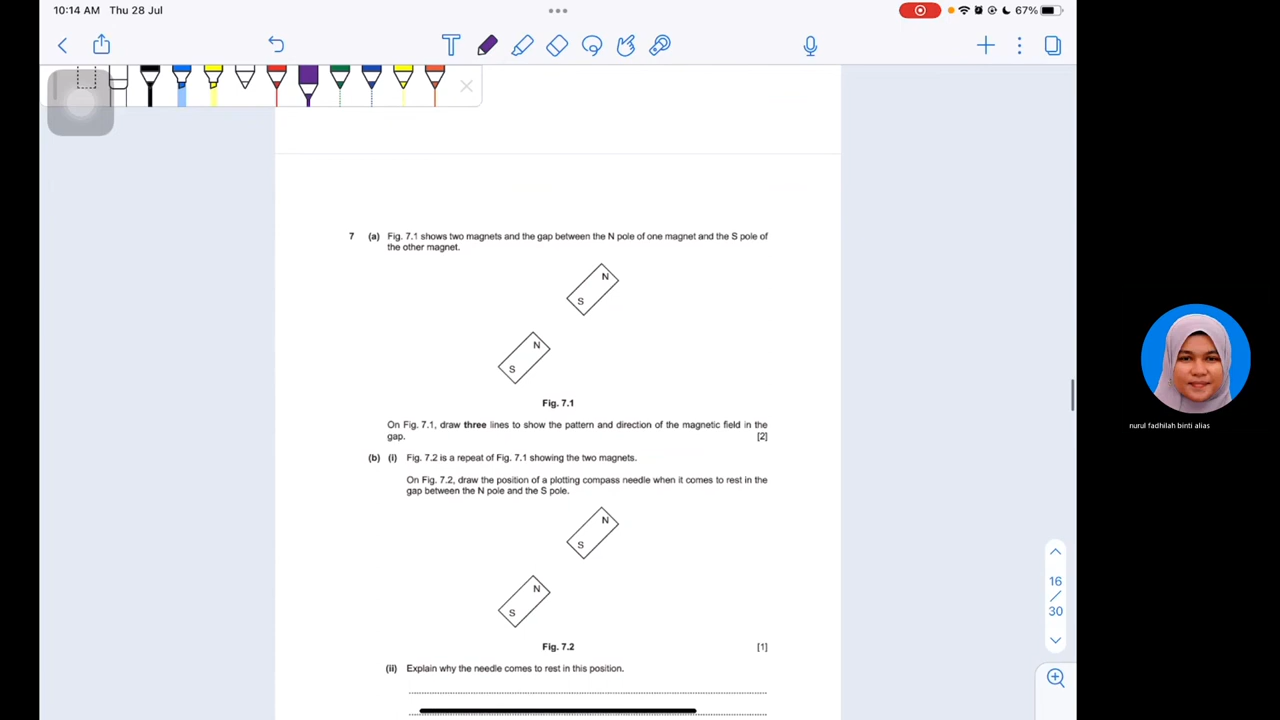 10:14 AM Thu 28 Jul
67%
T
7 (a) Fig. 7.1 shows two magnets and the gap between the N pole of one magnet and the S pole of
the other magnet.
N
S
N
S
Fig. 7.1
On Fig. 7.1, draw three lines to show the pattern and direction of the magnetic field in the
gap. [2]
(b) (i) Fig. 7.2 is a repeat of Fig. 7.1 showing the two magnets.
On Fig. 7.2, draw the position of a plotting compass needle when it comes to rest in the
gap between the N pole and the S pole.
N
S
N
S
Fig. 7.2 [1]
(ii) Explain why the needle comes to rest in this position.
16
/
30
nurul fadhilah binti alias